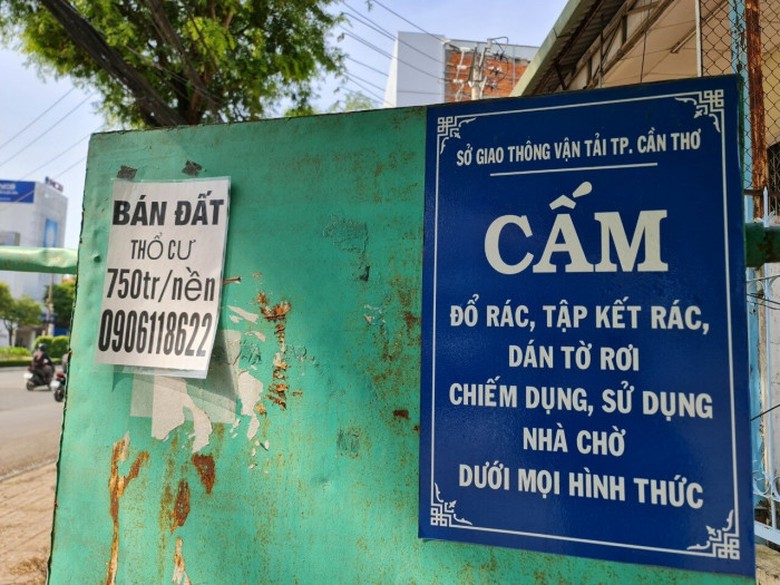 BÁN ĐẤT
THỔ CƯ
750tr/nền
0906118622
SỞ GIAO THÔNG VẬN TẢI TP. CẦN THƠ
CẤM
ĐỔ RÁC, TẬP KẾT RÁC,
DÁN TỜ RƠI
CHIẾM DỤNG, SỬ DỤNG
NHÀ CHỜ
DƯỚI MỌI HÌNH THỨC